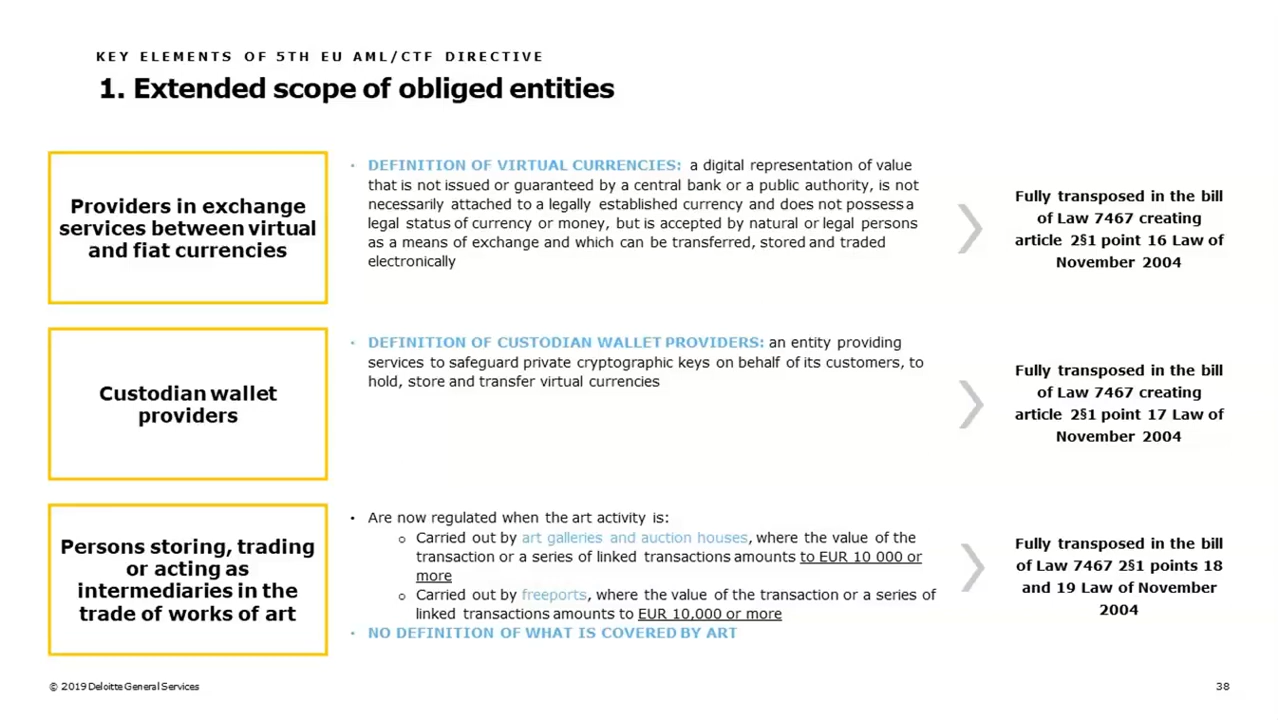 KEY ELEMENTS OF 5TH EU AML/CTF DIRECTIVE
1. Extended scope of obliged entities
Providers in exchange
services between virtual
and fiat currencies
• DEFINITION OF VIRTUAL CURRENCIES: a digital representation of value
that is not issued or guaranteed by a central bank or a public authority, is not
necessarily attached to a legally established currency and does not possess a
legal status of currency or money, but is accepted by natural or legal persons
as a means of exchange and which can be transferred, stored and traded
electronically
Fully transposed in the bill
of Law 7467 creating
article 2§1 point 16 Law of
November 2004
Custodian wallet
providers
• DEFINITION OF CUSTODIAN WALLET PROVIDERS: an entity providing
services to safeguard private cryptographic keys on behalf of its customers, to
hold, store and transfer virtual currencies
Fully transposed in the bill
of Law 7467 creating
article 2§1 point 17 Law of
November 2004
Persons storing, trading
or acting as
intermediaries in the
trade of works of art
• Are now regulated when the art activity is:
o Carried out by art galleries and auction houses, where the value of the
transaction or a series of linked transactions amounts to EUR 10 000 or
more
o Carried out by freeports, where the value of the transaction or a series of
linked transactions amounts to EUR 10,000 or more
• NO DEFINITION OF WHAT IS COVERED BY ART
Fully transposed in the bill
of Law 7467 2§1 points 18
and 19 Law of November
2004
© 2019 Deloitte General Services
38